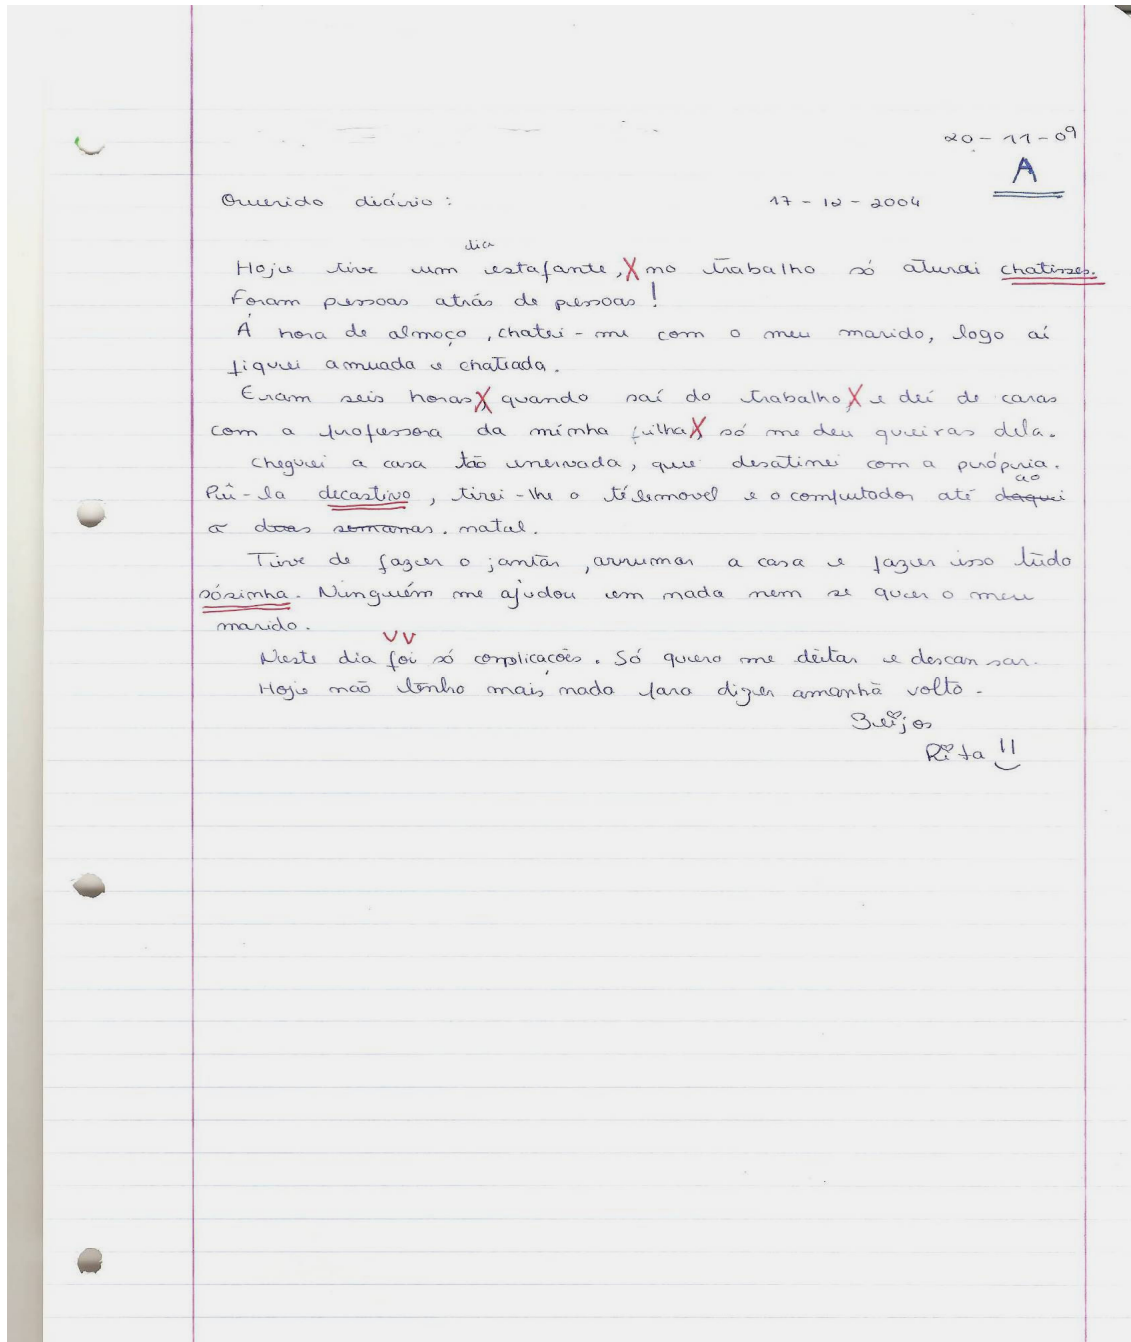 20-11-09
A
Querido diário: 17-12-2004
dia
Hoje tive um estafante, X no trabalho só aturai chatisses.
Foram pessoas atrás de pessoas!
Á hora de almoço, chatei-me com o meu marido, logo aí
fiquei amuada e chatiada.
Eram seis horas, X quando saí do trabalho, X e dei de caras
com a professora da minha filha X só me deu queixas dela.
Cheguei a casa tão enervada, que desatinei com a própria.
ao
Pûi-la decastivo, tirei-lhe o télemovel e o computador até daqui
a duas semanas. natal.
Tive de fazer o jantar, arrumar a casa e fazer isso tudo
sózinha. Ninguém me ajudou em nada nem se quer o meu
marido.
V V
Neste dia foi só complicações. Só quero me deitar e descansar.
Hoje não tenho mais nada para dizer amanhã volto.
Beijos
Rita !!